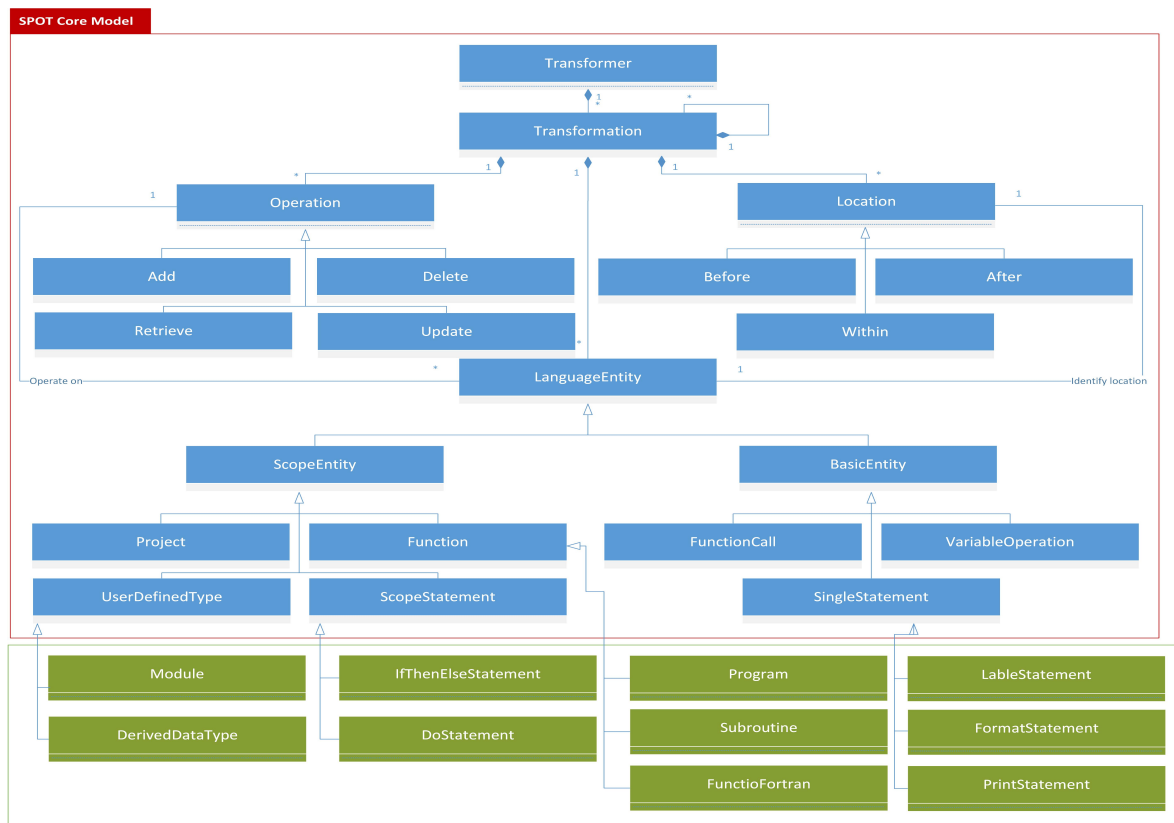 SPOT Core Model
Transformer
1
*
*
Transformation
1
1
1
1
*
*
1
Operation
Location
1
Add
Delete
Before
After
Retrieve
Update
Within
*
*
1
Operate on
LanguageEntity
Identify location
ScopeEntity
BasicEntity
Project
Function
FunctionCall
VariableOperation
UserDefinedType
ScopeStatement
SingleStatement
Module
IfThenElseStatement
Program
LableStatement
DerivedDataType
DoStatement
Subroutine
FormatStatement
FunctioFortran
PrintStatement